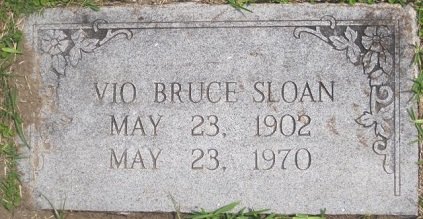 VIO BRUCE SLOAN
MAY 23, 1902
MAY 23, 1970